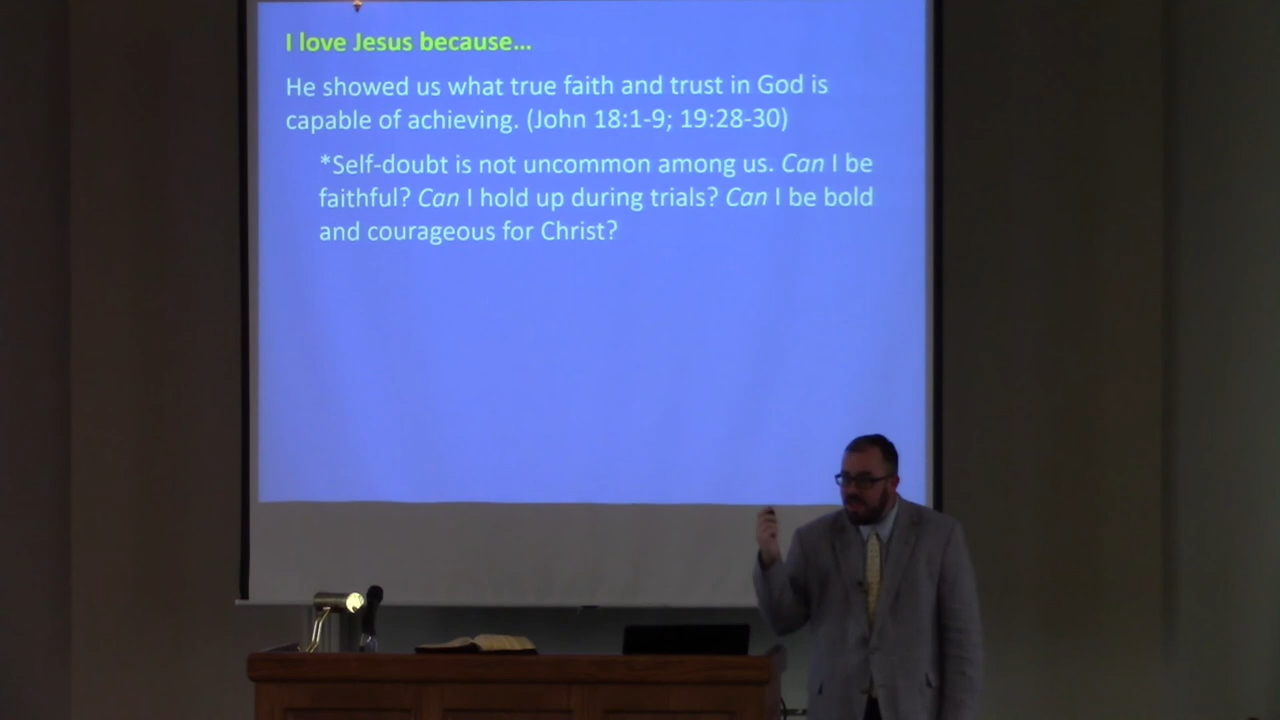 I love Jesus because...
He showed us what true faith and trust in God is
capable of achieving. (John 18:1-9; 19:28-30)
*Self-doubt is not uncommon among us. Can I be
faithful? Can I hold up during trials? Can I be bold
and courageous for Christ?